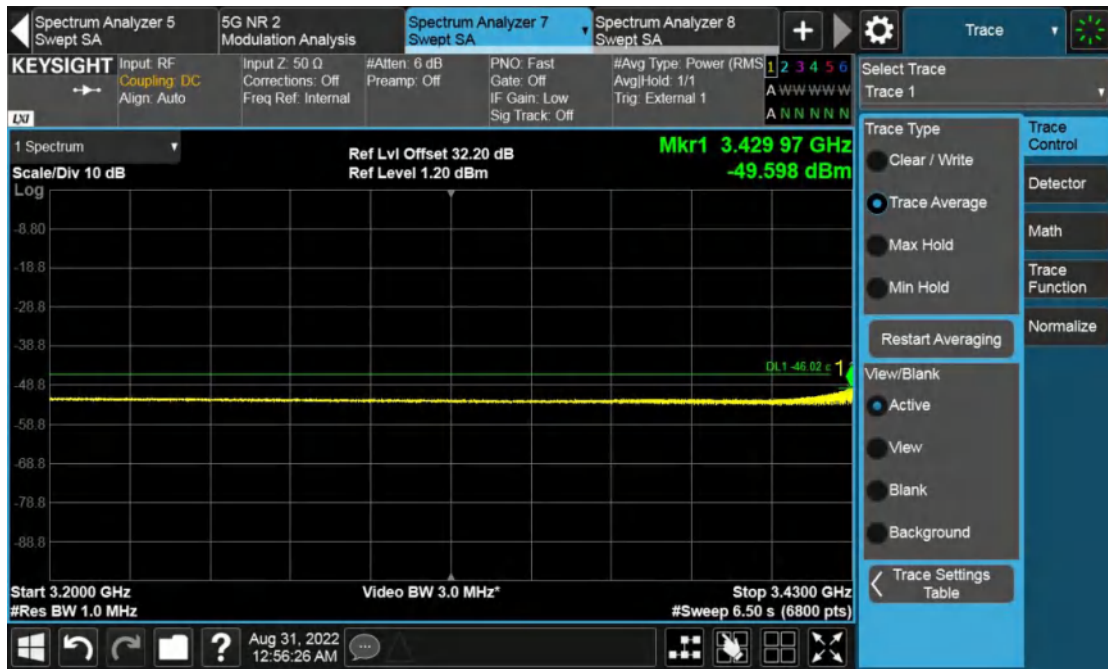 Spectrum Analyzer 5
Swept SA
5G NR 2
Modulation Analysis
Spectrum Analyzer 7
Swept SA
Spectrum Analyzer 8
Swept SA
+
Trace
KEYSIGHT
LXI
Input: RF
Coupling: DC
Align: Auto
Input Z: 50 Ω
Corrections: Off
Freq Ref: Internal
#Atten: 6 dB
Preamp: Off
PNO: Fast
Gate: Off
IF Gain: Low
Sig Track: Off
#Avg Type: Power (RMS
Avg|Hold: 1/1
Trig: External 1
1 2 3 4 5 6
A W W W W W
A N N N N N
Select Trace
Trace 1
1 Spectrum
Scale/Div 10 dB
Log
Ref Lvl Offset 32.20 dB
Ref Level 1.20 dBm
Mkr1 3.429 97 GHz
-49.598 dBm
-8.80
-18.8
-28.8
-38.8
-48.8
-58.8
-68.8
-78.8
-88.8
DL1 -46.02
1
Start 3.2000 GHz
#Res BW 1.0 MHz
Video BW 3.0 MHz*
Stop 3.4300 GHz
#Sweep 6.50 s (6800 pts)
Trace Type
Clear / Write
Trace Average
Max Hold
Min Hold
Restart Averaging
View/Blank
Active
View
Blank
Background
Trace Settings
Table
Trace
Control
Detector
Math
Trace
Function
Normalize
?
Aug 31, 2022
12:56:26 AM